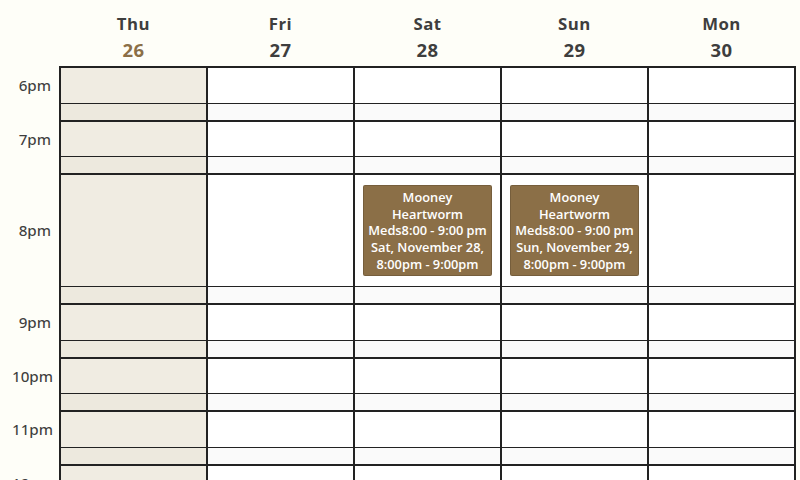 Thu Fri Sat Sun Mon
26 27 28 29 30
6pm
7pm
8pm
Mooney
Heartworm
Meds8:00 - 9:00 pm
Sat, November 28,
8:00pm - 9:00pm
Mooney
Heartworm
Meds8:00 - 9:00 pm
Sun, November 29,
8:00pm - 9:00pm
9pm
10pm
11pm